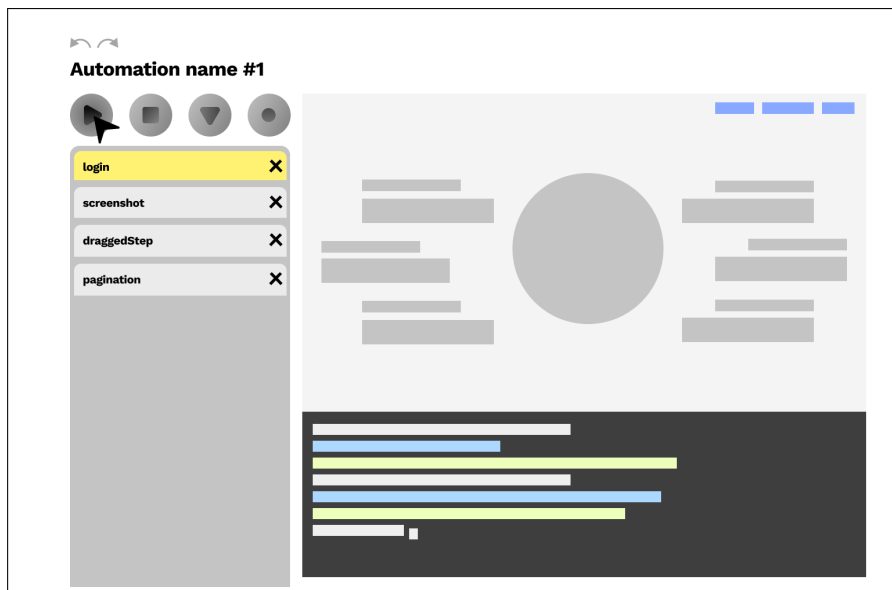 Automation name #1
login
screenshot
draggedStep
pagination